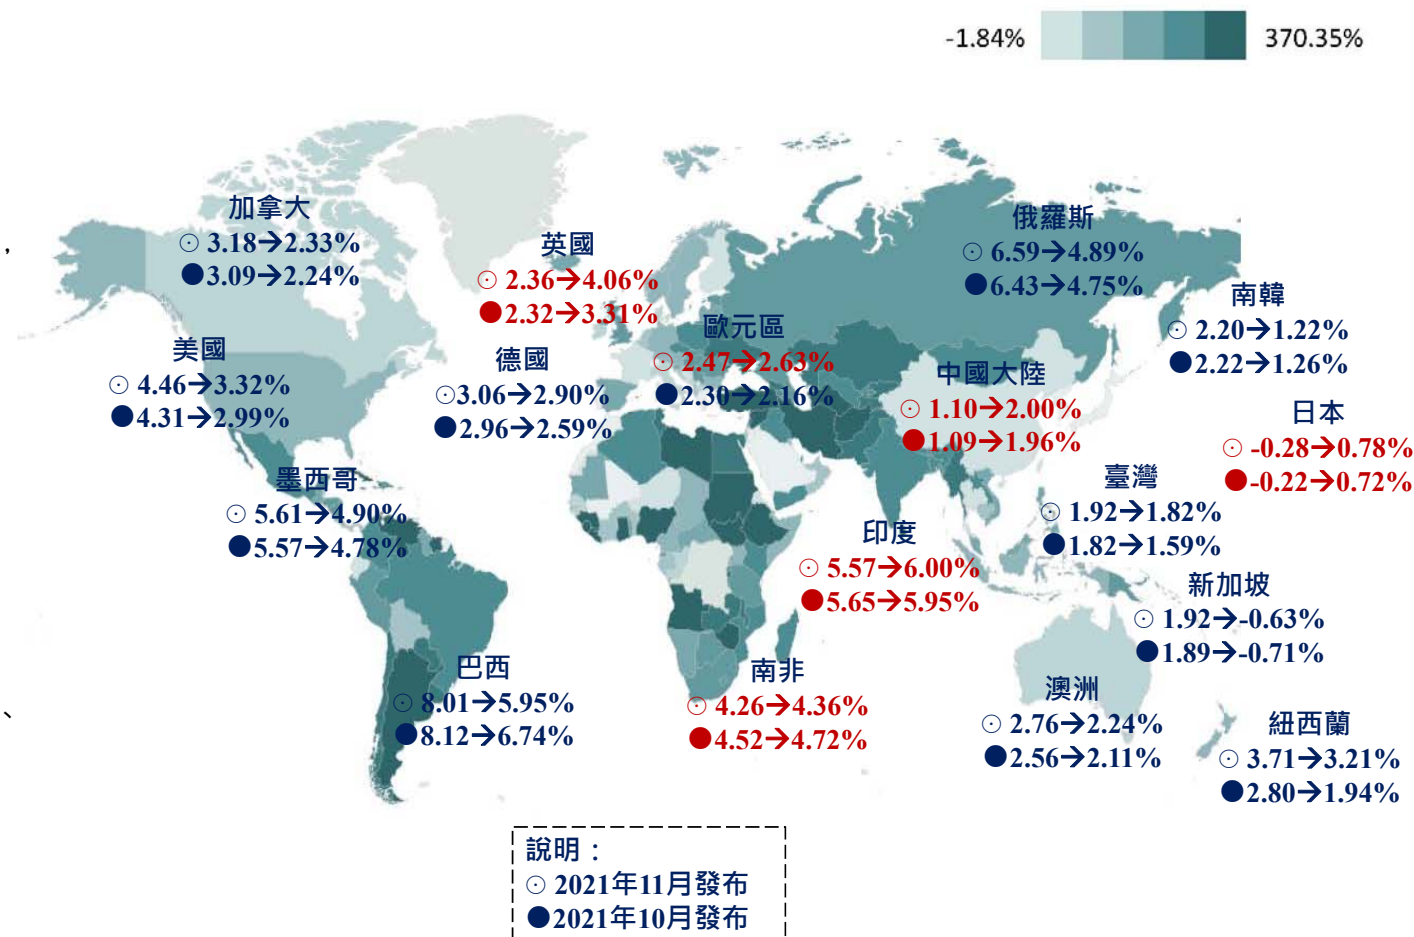 -1.84% 370.35%
加拿大
⊙ 3.18→2.33%
●3.09→2.24%
英國
⊙ 2.36→4.06%
●2.32→3.31%
俄羅斯
⊙ 6.59→4.89%
●6.43→4.75%
南韓
⊙ 2.20→1.22%
●2.22→1.26%
美國
⊙ 4.46→3.32%
●4.31→2.99%
德國
⊙3.06→2.90%
●2.96→2.59%
歐元區
⊙ 2.47→2.63%
●2.30→2.16%
中國大陸
⊙ 1.10→2.00%
●1.09→1.96%
日本
⊙ -0.28→0.78%
●-0.22→0.72%
墨西哥
⊙ 5.61→4.90%
●5.57→4.78%
臺灣
⊙ 1.92→1.82%
●1.82→1.59%
印度
⊙ 5.57→6.00%
●5.65→5.95%
新加坡
⊙ 1.92→-0.63%
●1.89→-0.71%
巴西
⊙ 8.01→5.95%
●8.12→6.74%
南非
⊙ 4.26→4.36%
●4.52→4.72%
澳洲
⊙ 2.76→2.24%
●2.56→2.11%
紐西蘭
⊙ 3.71→3.21%
●2.80→1.94%
，
、
說明：
⊙ 2021年11月發布
●2021年10月發布